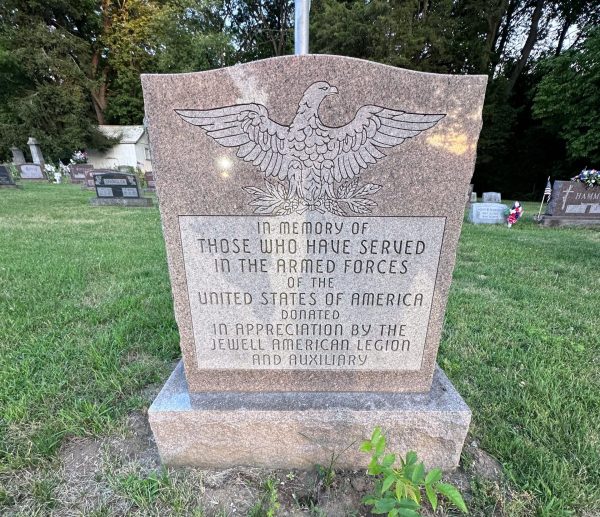 IN MEMORY OF
THOSE WHO HAVE SERVED
IN THE ARMED FORCES
OF THE
UNITED STATES OF AMERICA
DONATED
IN APPRECIATION BY THE
JEWELL AMERICAN LEGION
AND AUXILIARY